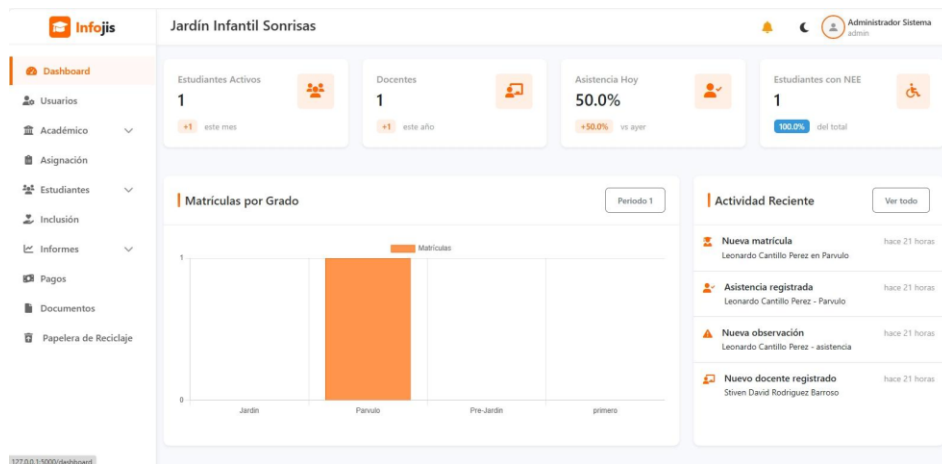 Infojis
Jardín Infantil Sonrisas
Administrador Sistema
admin
Dashboard
Usuarios
Académico
Asignación
Estudiantes
Inclusión
Informes
Pagos
Documentos
Papelera de Reciclaje
Estudiantes Activos
1
+1 este mes
Docentes
1
+1 este año
Asistencia Hoy
50.0%
+50.0% vs ayer
Estudiantes con NEE
1
100.0% del total
Matrículas por Grado
Periodo 1
Matrículas
1
0
Jardin
Parvulo
Pre-Jardin
primero
Actividad Reciente
Ver todo
Nueva matrícula hace 21 horas
Leonardo Cantillo Perez en Parvulo
Asistencia registrada hace 21 horas
Leonardo Cantillo Perez - Parvulo
Nueva observación hace 21 horas
Leonardo Cantillo Perez - asistencia
Nuevo docente registrado hace 21 horas
Stiven David Rodriguez Barroso
127.0.0.1:5000/dashboard